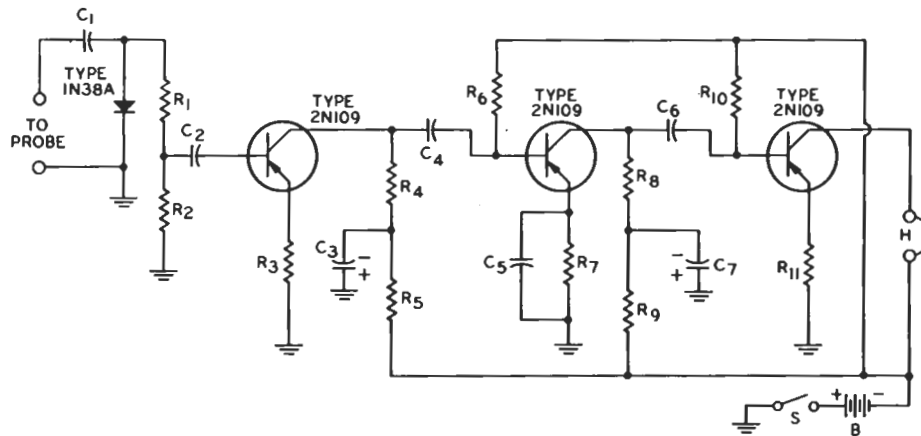 C1
TYPE
1N38A
TO
PROBE
R1
C2
R2
TYPE
2N109
R3
C4
R4
C3
-
+
R5
R6
TYPE
2N109
C5
R7
C6
R8
-
+
C7
R9
R10
TYPE
2N109
R11
H
S
+
-
B